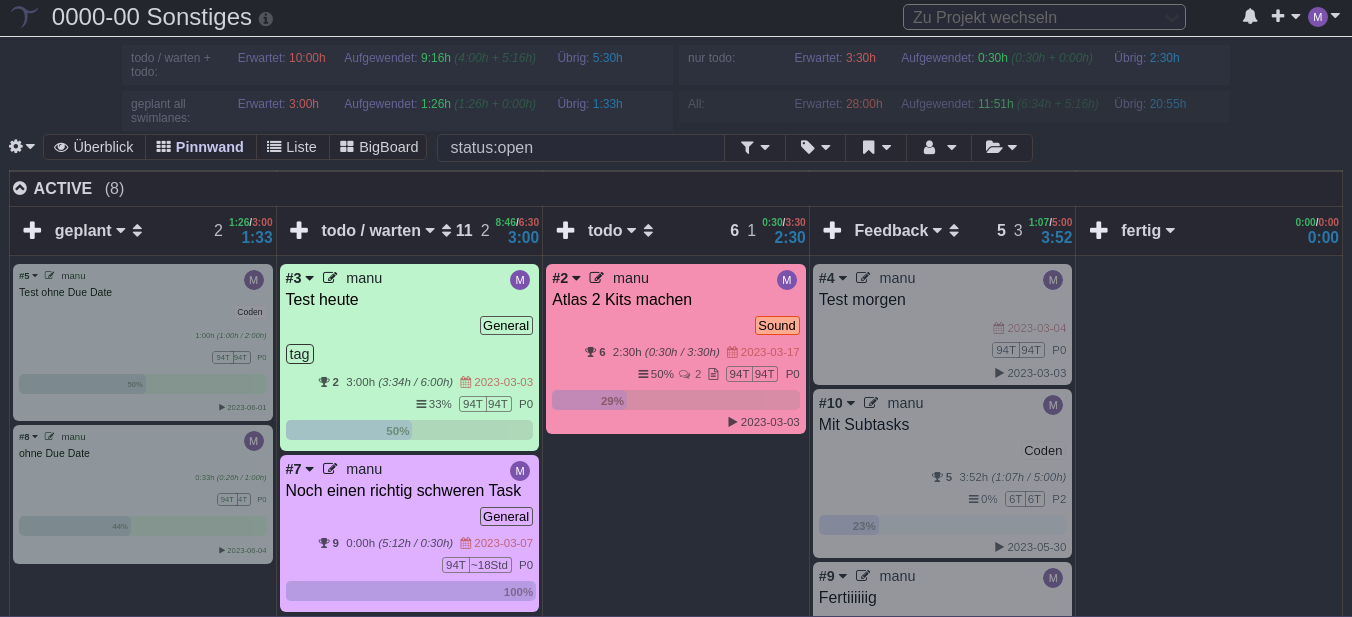 0000-00 Sonstiges
Zu Projekt wechseln
M
todo / warten + todo: Erwartet: 10:00h Aufgewendet: 9:16h (4:00h + 5:16h) Übrig: 5:30h
nur todo: Erwartet: 3:30h Aufgewendet: 0:30h (0:30h + 0:00h) Übrig: 2:30h
geplant all swimlanes: Erwartet: 3:00h Aufgewendet: 1:26h (1:26h + 0:00h) Übrig: 1:33h
All: Erwartet: 28:00h Aufgewendet: 11:51h (6:34h + 5:16h) Übrig: 20:55h
Überblick Pinnwand Liste BigBoard status:open
ACTIVE (8)
geplant 2 1:26/3:00
1:33
todo / warten 11 2 8:46/6:30
3:00
todo 6 1 0:30/3:30
2:30
Feedback 5 3 1:07/5:00
3:52
fertig 0:00/0:00
0:00
#5 manu M
Test ohne Due Date
Coden
1:00h (1:00h / 2:00h)
94T 94T P0
50%
2023-06-01
#8 manu M
ohne Due Date
0:33h (0:26h / 1:00h)
94T 4T P0
44%
2023-06-04
#3 manu M
Test heute
General
tag
2 3:00h (3:34h / 6:00h) 2023-03-03
33% 94T 94T P0
50%
#7 manu M
Noch einen richtig schweren Task
General
9 0:00h (5:12h / 0:30h) 2023-03-07
94T ~18Std P0
100%
#2 manu M
Atlas 2 Kits machen
Sound
6 2:30h (0:30h / 3:30h) 2023-03-17
50% 2 94T 94T P0
29%
2023-03-03
#4 manu M
Test morgen
2023-03-04
94T 94T P0
2023-03-03
#10 manu M
Mit Subtasks
Coden
5 3:52h (1:07h / 5:00h)
0% 6T 6T P2
23%
2023-05-30
#9 manu M
Fertiiiiiig